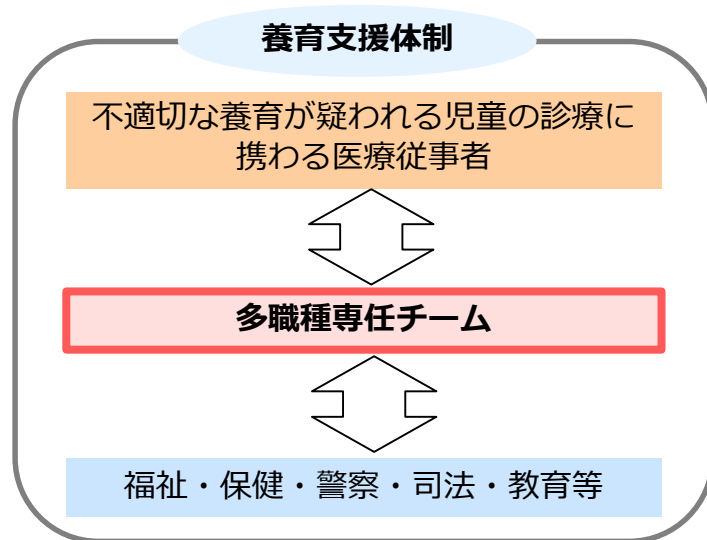 養育支援体制
不適切な養育が疑われる児童の診療に
携わる医療従事者
多職種専任チーム
福祉・保健・警察・司法・教育等